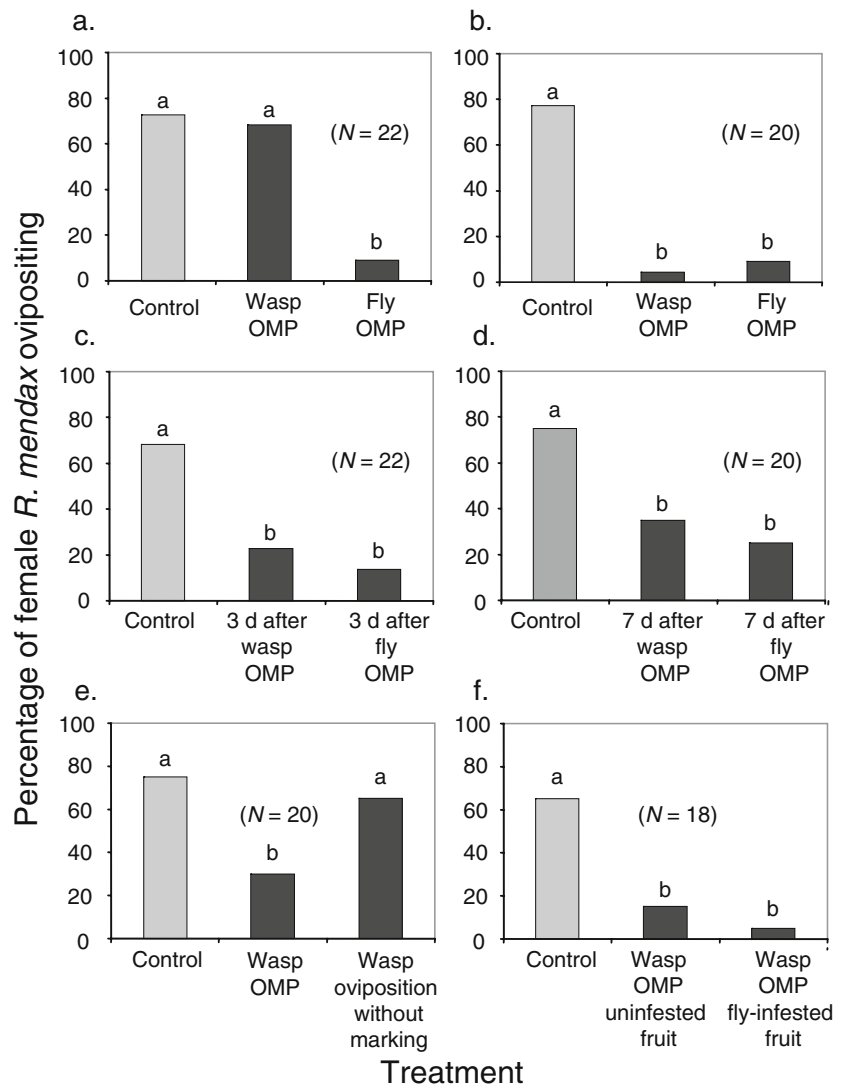 Percentage of female R. mendax ovipositing
a.
100
80
60
40
20
0
a
a
b
(N = 22)
Control
Wasp
OMP
Fly
OMP
b.
100
80
60
40
20
0
a
b
b
(N = 20)
Control
Wasp
OMP
Fly
OMP
c.
100
80
60
40
20
0
a
b
b
(N = 22)
Control
3 d after
wasp
OMP
3 d after
fly
OMP
d.
100
80
60
40
20
0
a
b
b
(N = 20)
Control
7 d after
wasp
OMP
7 d after
fly
OMP
e.
100
80
60
40
20
0
a
b
a
(N = 20)
Control
Wasp
OMP
Wasp
oviposition
without
marking
f.
100
80
60
40
20
0
a
b
b
(N = 18)
Control
Wasp
OMP
uninfested
fruit
Wasp
OMP
fly-infested
fruit
Treatment